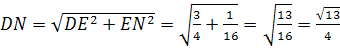 DN = √(DE² + EN²) = √(3/4 + 1/16) = √(13/16) = √13/4